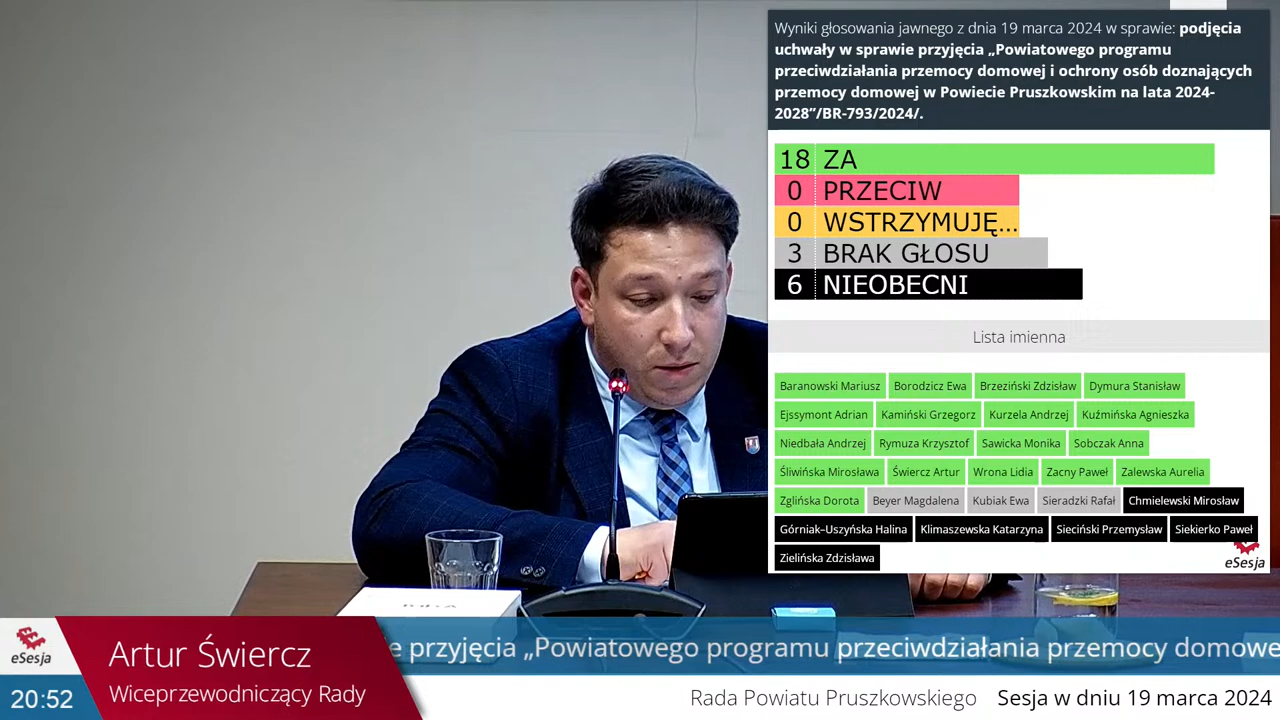 Wyniki głosowania jawnego z dnia 19 marca 2024 w sprawie: podjęcia
uchwały w sprawie przyjęcia „Powiatowego programu
przeciwdziałania przemocy domowej i ochrony osób doznających
przemocy domowej w Powiecie Pruszkowskim na lata 2024-
2028”/BR-793/2024/.
18 ZA
0 PRZECIW
0 WSTRZYMUJĘ...
3 BRAK GŁOSU
6 NIEOBECNI
Lista imienna
Baranowski Mariusz Borodzicz Ewa Brzeziński Zdzisław Dymura Stanisław
Ejssymont Adrian Kamiński Grzegorz Kurzela Andrzej Kuźmińska Agnieszka
Niedbała Andrzej Rymuza Krzysztof Sawicka Monika Sobczak Anna
Śliwińska Mirosława Świercz Artur Wrona Lidia Zacny Paweł Zalewska Aurelia
Zglińska Dorota Beyer Magdalena Kubiak Ewa Sieradzki Rafał Chmielewski Mirosław
Górniak–Uszyńska Halina Klimaszewska Katarzyna Sieciński Przemysław Siekierko Paweł
Zielińska Zdzisława
eSesja
eSesja
Artur Świercz
Wiceprzewodniczący Rady
przyjęcia „Powiatowego programu przeciwdziałania przemocy domowe
20:52
Rada Powiatu Pruszkowskiego Sesja w dniu 19 marca 2024